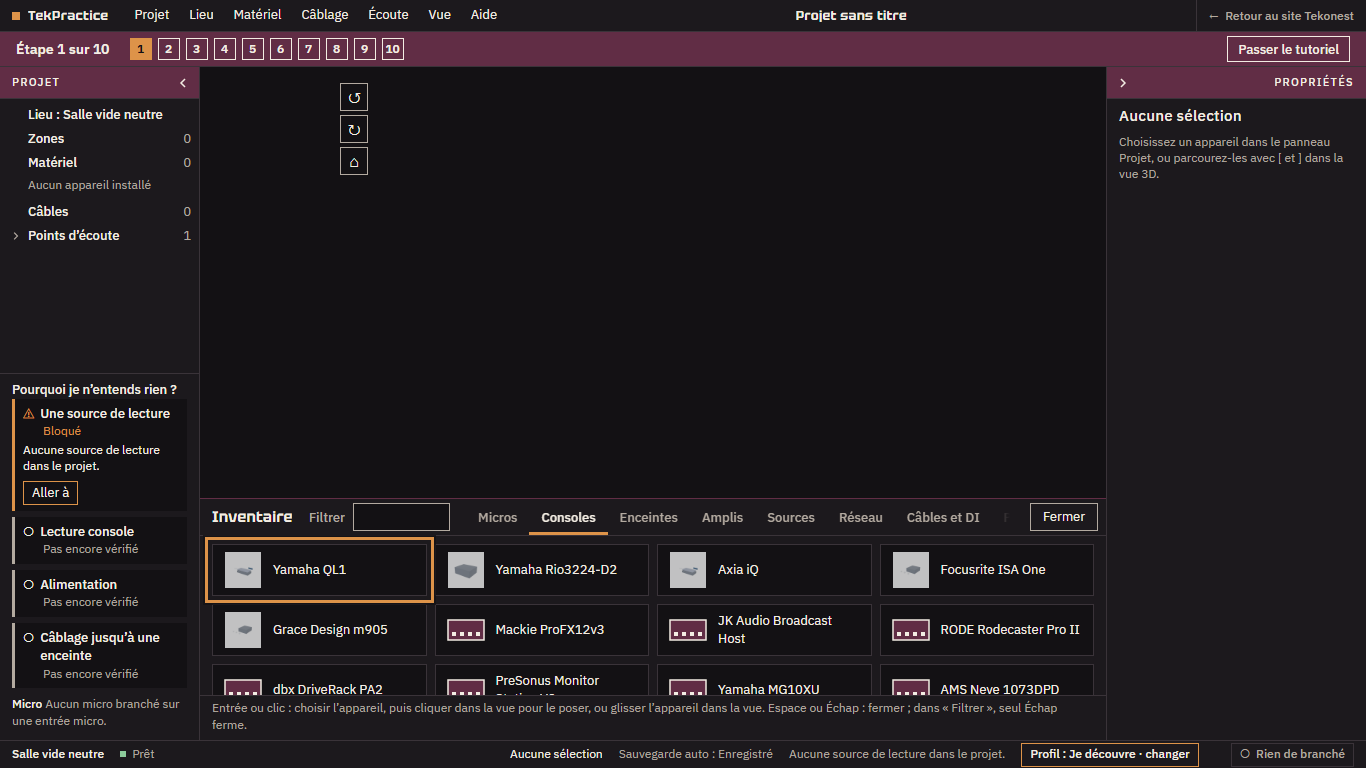 TekPractice Projet Lieu Matériel Câblage Écoute Vue Aide Projet sans titre ← Retour au site Tekonest
Étape 1 sur 10 1 2 3 4 5 6 7 8 9 10 Passer le tutoriel
PROJET
Lieu : Salle vide neutre
Zones 0
Matériel 0
Aucun appareil installé
Câbles 0
Points d’écoute 1
Pourquoi je n’entends rien ?
Une source de lecture
Bloqué
Aucune source de lecture
dans le projet.
Aller à
Lecture console
Pas encore vérifié
Alimentation
Pas encore vérifié
Câblage jusqu’à une
enceinte
Pas encore vérifié
Micro Aucun micro branché sur
une entrée micro.
PROPRIÉTÉS
Aucune sélection
Choisissez un appareil dans le panneau
Projet, ou parcourez-les avec [ et ] dans la
vue 3D.
Inventaire Filtrer Micros Consoles Enceintes Amplis Sources Réseau Câbles et DI Fermer
Yamaha QL1 Yamaha Rio3224-D2 Axia iQ Focusrite ISA One
Grace Design m905 Mackie ProFX12v3 JK Audio Broadcast
Host RODE Rodecaster Pro II
dbx DriveRack PA2 PreSonus Monitor Yamaha MG10XU AMS Neve 1073DPD
Entrée ou clic : choisir l’appareil, puis cliquer dans la vue pour le poser, ou glisser l’appareil dans la vue. Espace ou Échap : fermer ; dans « Filtrer », seul Échap
ferme.
Salle vide neutre Prêt Aucune sélection Sauvegarde auto : Enregistré Aucune source de lecture dans le projet. Profil : Je découvre · changer Rien de branché